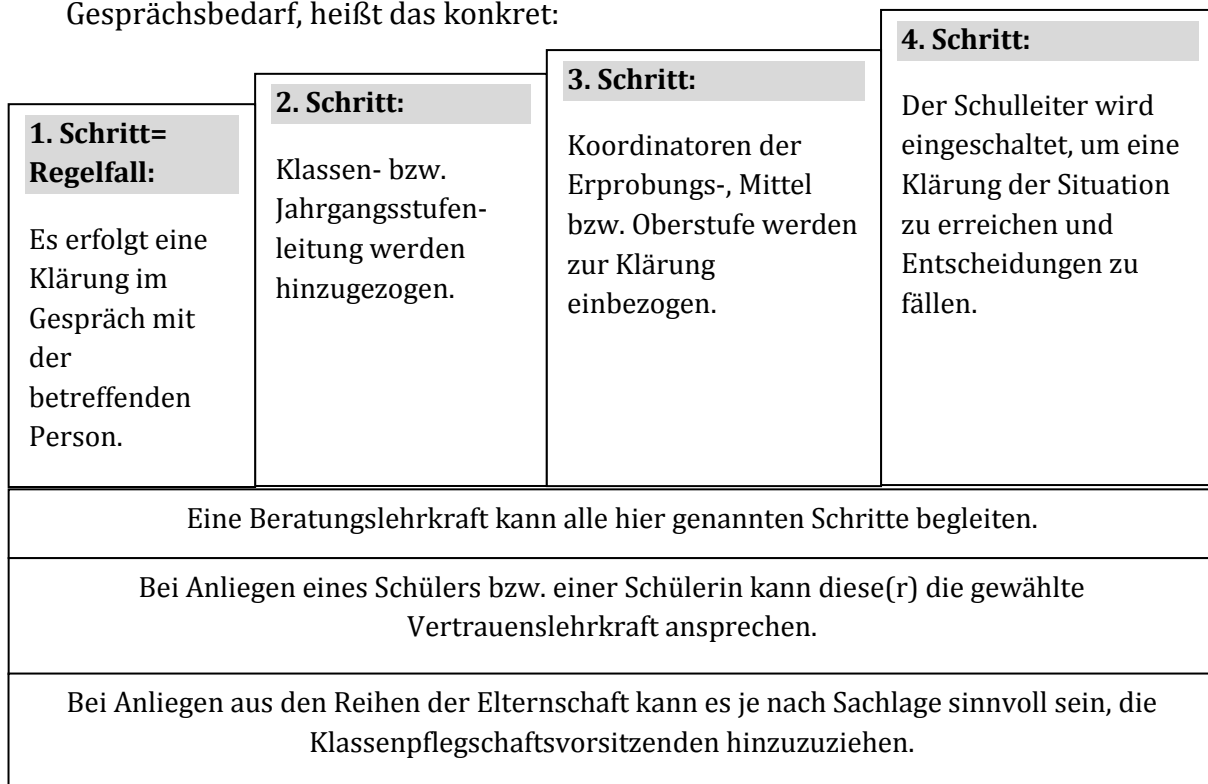 Gesprächsbedarf, heißt das konkret:
1. Schritt=
Regelfall:
Es erfolgt eine
Klärung im
Gespräch mit
der
betreffenden
Person.
2. Schritt:
Klassen- bzw.
Jahrgangsstufen-
leitung werden
hinzugezogen.
3. Schritt:
Koordinatoren der
Erprobungs-, Mittel
bzw. Oberstufe werden
zur Klärung
einbezogen.
4. Schritt:
Der Schulleiter wird
eingeschaltet, um eine
Klärung der Situation
zu erreichen und
Entscheidungen zu
fällen.
Eine Beratungslehrkraft kann alle hier genannten Schritte begleiten.
Bei Anliegen eines Schülers bzw. einer Schülerin kann diese(r) die gewählte
Vertrauenslehrkraft ansprechen.
Bei Anliegen aus den Reihen der Elternschaft kann es je nach Sachlage sinnvoll sein, die
Klassenpflegschaftsvorsitzenden hinzuzuziehen.